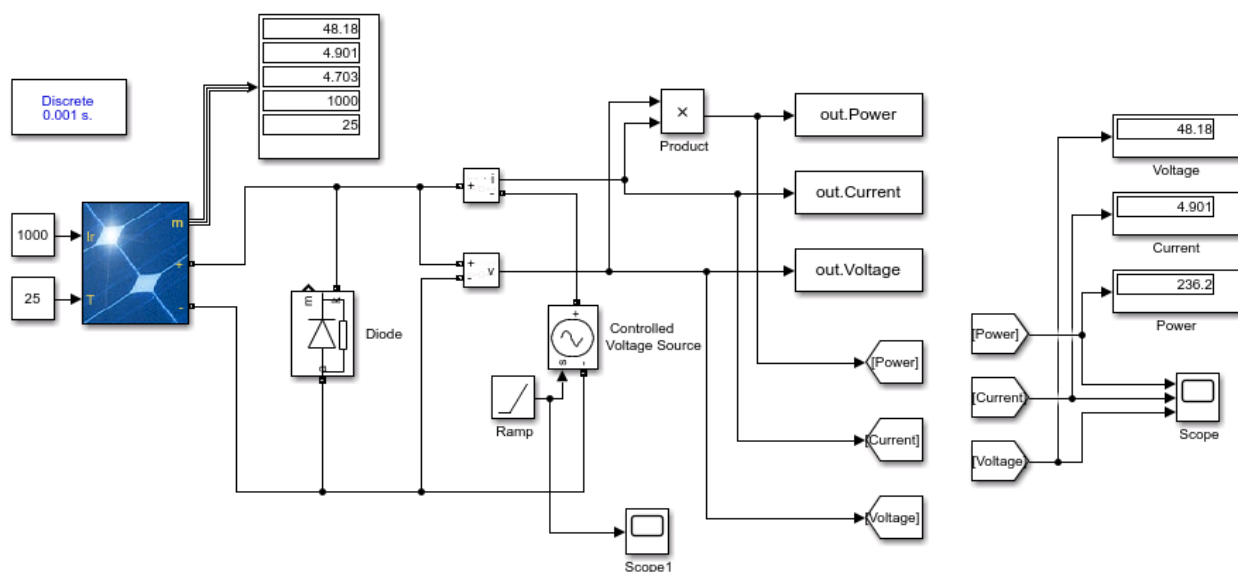 48.18
4.901
4.703
1000
25
Discrete
0.001 s.
×
Product
out.Power
out.Current
out.Voltage
48.18
Voltage
4.901
Current
236.2
Power
1000
25
Ir
T
m
+
-
+
i
-
+
-
v
m
k
a
Diode
+
s
-
Controlled
Voltage Source
Ramp
Scope1
[Power]
[Current]
[Voltage]
[Power]
[Current]
[Voltage]
Scope